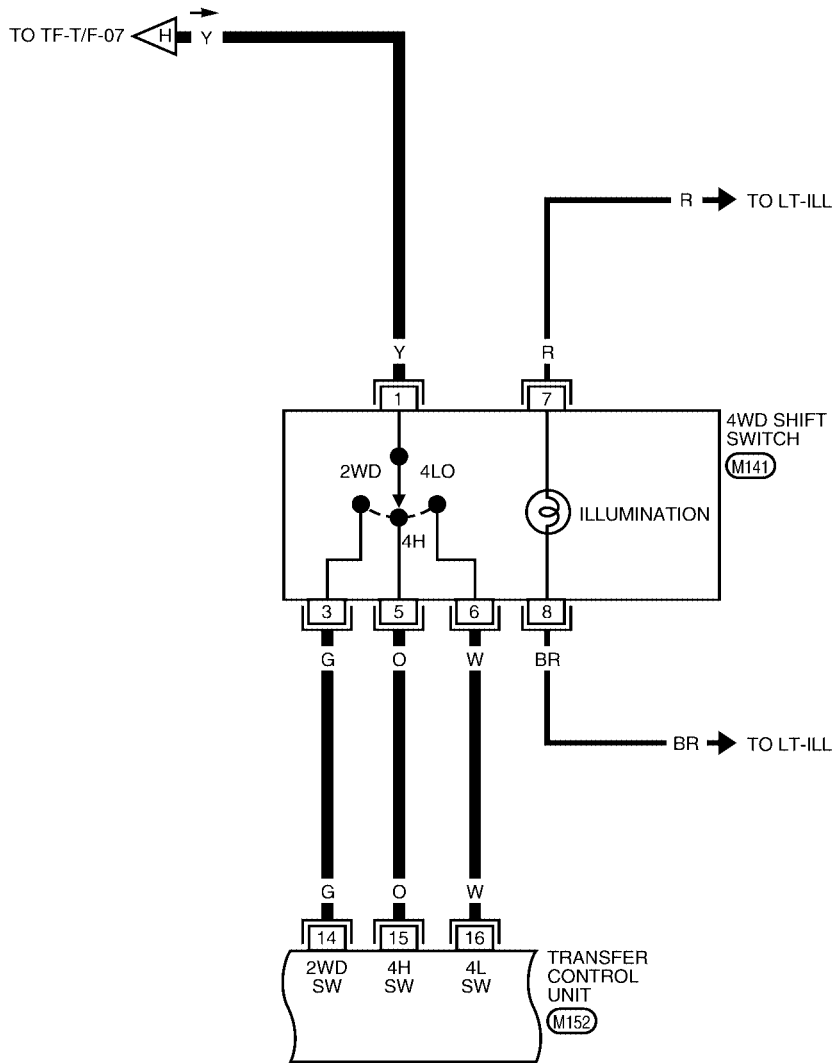 TO TF-T/F-07 H Y
R TO LT-ILL
Y R
1 7
4WD SHIFT
SWITCH
M141
2WD 4LO
4H
ILLUMINATION
3 5 6 8
G O W BR
BR TO LT-ILL
G O W
14 15 16
2WD
SW
4H
SW
4L
SW
TRANSFER
CONTROL
UNIT
M152